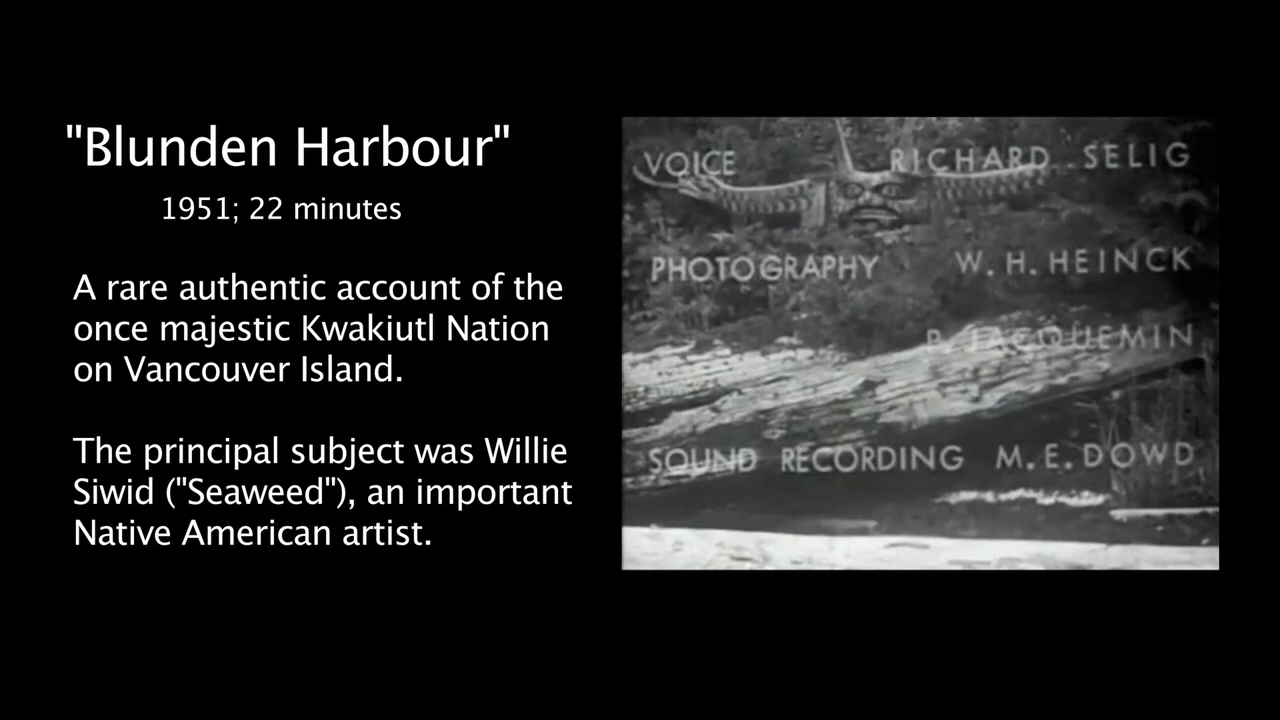 "Blunden Harbour"
1951; 22 minutes
A rare authentic account of the
once majestic Kwakiutl Nation
on Vancouver Island.
The principal subject was Willie
Siwid ("Seaweed"), an important
Native American artist.
VOICE RICHARD SELIG
PHOTOGRAPHY W. H. HEINCK
P. JACQUEMIN
SOUND RECORDING M. E. DOWD